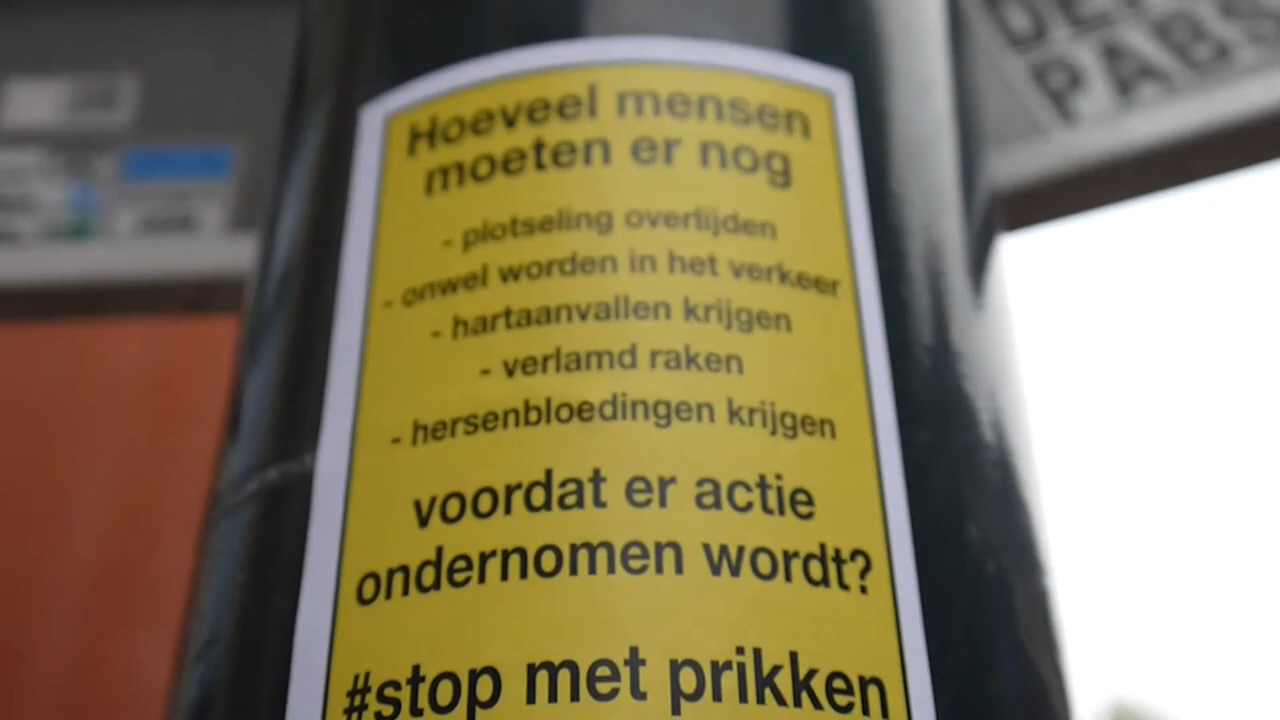 Hoeveel mensen
moeten er nog
- plotseling overlijden
- onwel worden in het verkeer
- hartaanvallen krijgen
- verlamd raken
- hersenbloedingen krijgen
voordat er actie
ondernomen wordt?
#stop met prikken
PABS